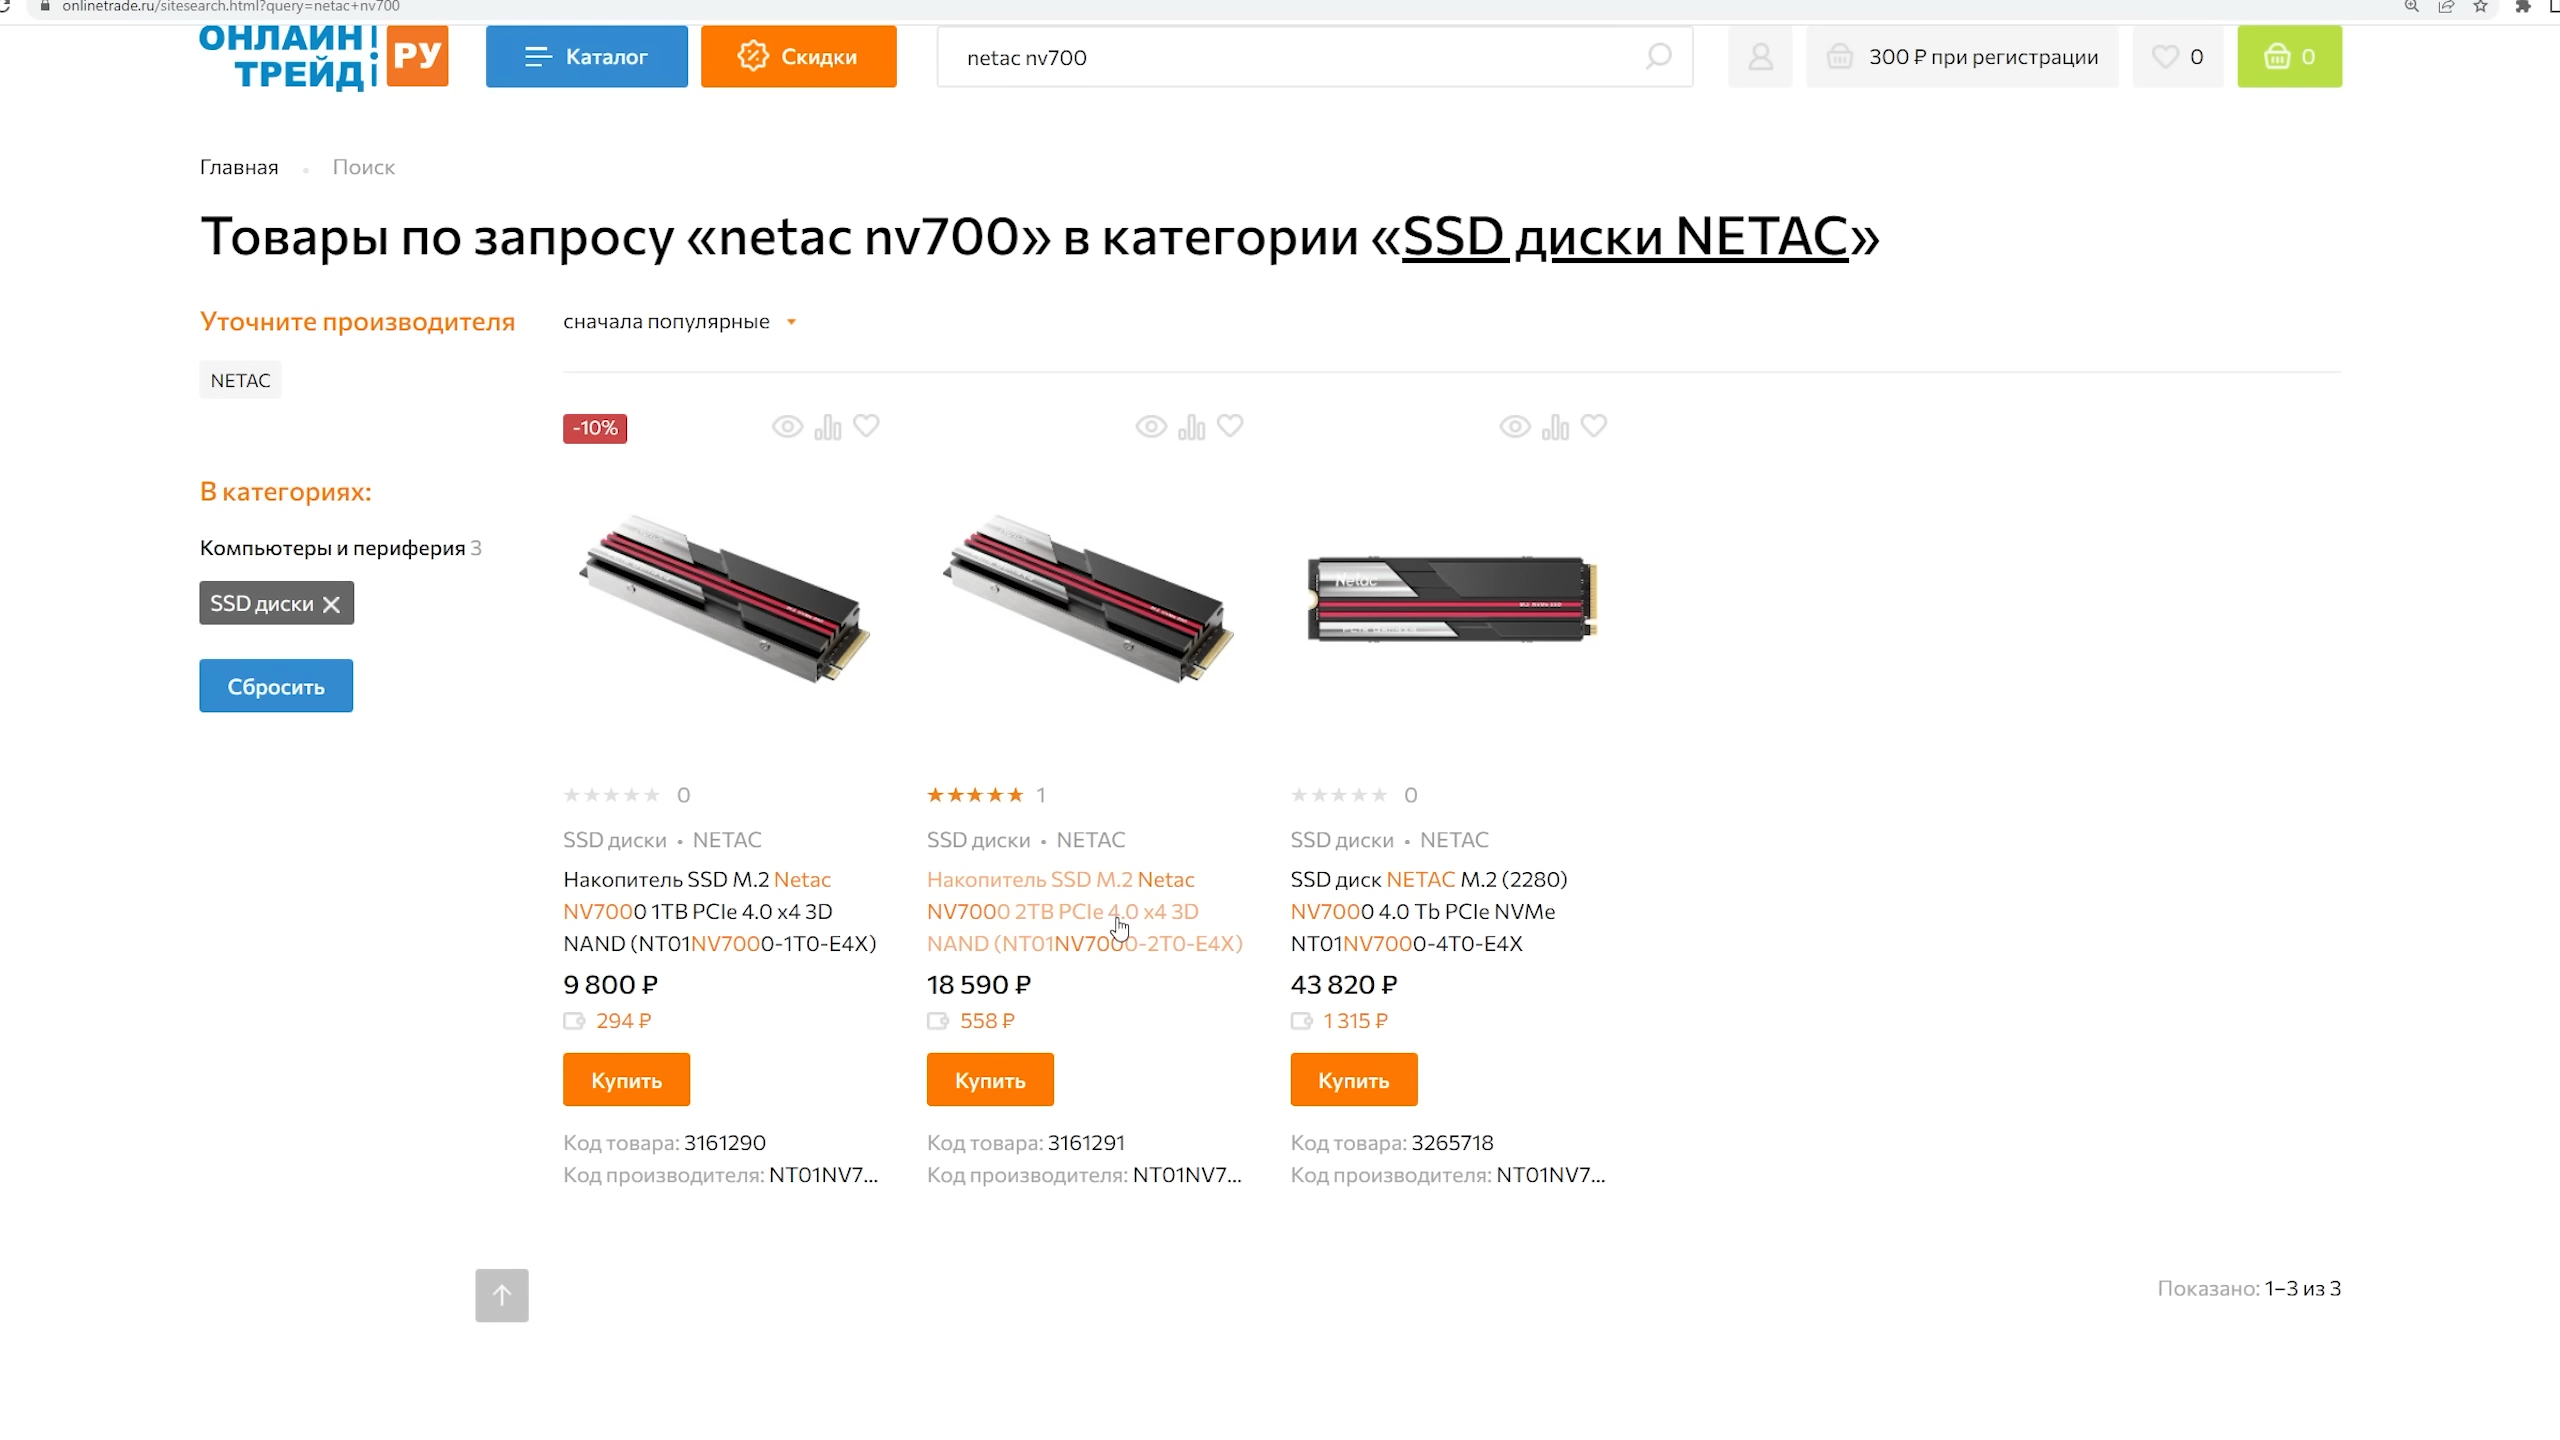 onlinetrade.ru/sitesearch.html?query=netac+nv700
ОНЛАЙН
ТРЕЙД
РУ
Каталог
Скидки
netac nv700
300 ₽ при регистрации
0
0
Главная
Поиск
Товары по запросу «netac nv700» в категории «SSD диски NETAC»
Уточните производителя
сначала популярные
NETAC
-10%
В категориях:
Компьютеры и периферия 3
SSD диски
Сбросить
Netac
M.2 NVMe SSD
0
1
0
SSD диски • NETAC
SSD диски • NETAC
SSD диски • NETAC
Накопитель SSD M.2 Netac
NV7000 1TB PCIe 4.0 x4 3D
NAND (NT01NV7000-1T0-E4X)
Накопитель SSD M.2 Netac
NV7000 2TB PCIe 4.0 x4 3D
NAND (NT01NV7000-2T0-E4X)
SSD диск NETAC M.2 (2280)
NV7000 4.0 Tb PCIe NVMe
NT01NV7000-4T0-E4X
9 800 ₽
18 590 ₽
43 820 ₽
294 ₽
558 ₽
1 315 ₽
Купить
Купить
Купить
Код товара: 3161290
Код производителя: NT01NV7...
Код товара: 3161291
Код производителя: NT01NV7...
Код товара: 3265718
Код производителя: NT01NV7...
Показано: 1–3 из 3